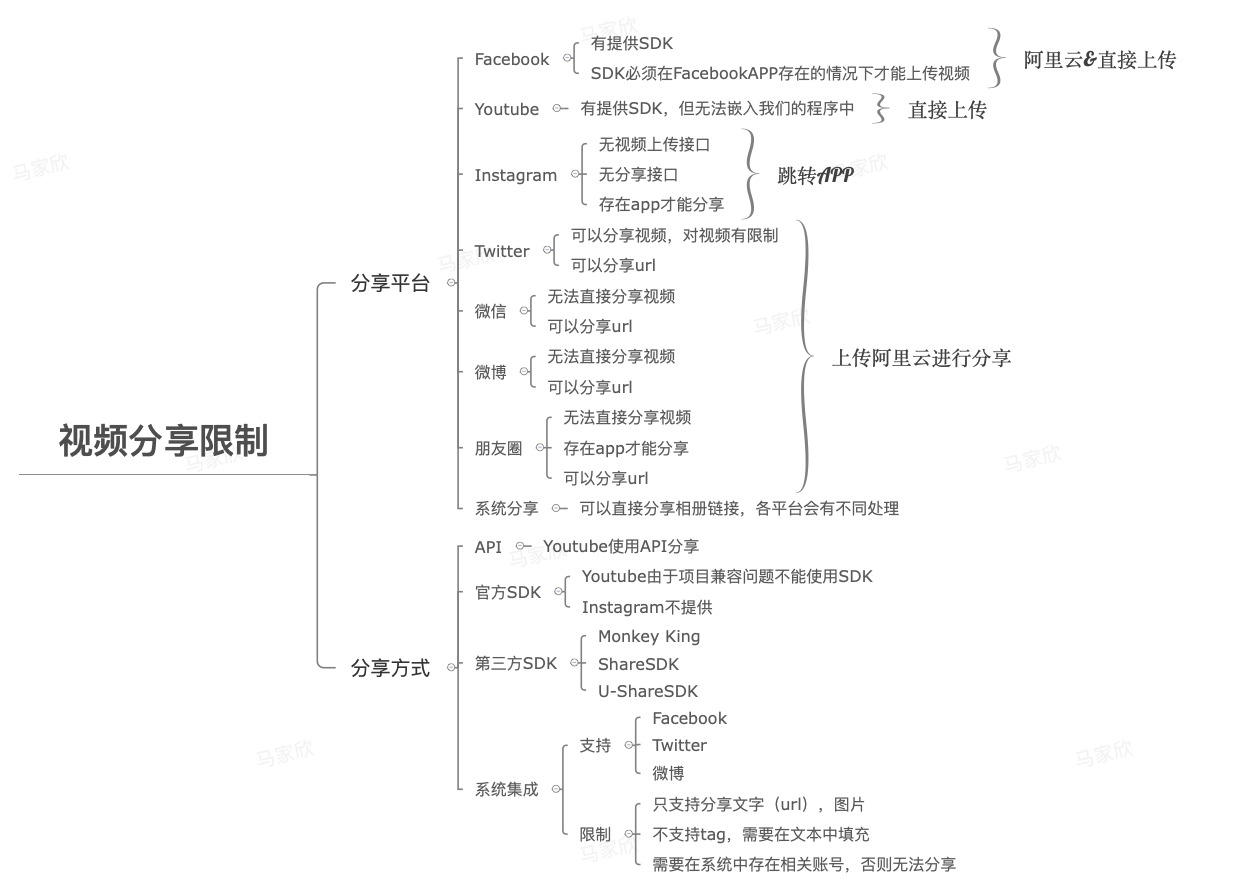 视频分享限制
分享平台
Facebook
有提供SDK
SDK必须在FacebookAPP存在的情况下才能上传视频
阿里云&直接上传
Youtube
有提供SDK，但无法嵌入我们的程序中
直接上传
Instagram
无视频上传接口
无分享接口
存在app才能分享
跳转APP
Twitter
可以分享视频，对视频有限制
可以分享url
微信
无法直接分享视频
可以分享url
微博
无法直接分享视频
可以分享url
朋友圈
无法直接分享视频
存在app才能分享
可以分享url
上传阿里云进行分享
系统分享
可以直接分享相册链接，各平台会有不同处理
分享方式
API
Youtube使用API分享
官方SDK
Youtube由于项目兼容问题不能使用SDK
Instagram不提供
第三方SDK
Monkey King
ShareSDK
U-ShareSDK
系统集成
支持
Facebook
Twitter
微博
限制
只支持分享文字（url），图片
不支持tag，需要在文本中填充
需要在系统中存在相关账号，否则无法分享
马家欣
马家欣
马家欣
马家欣
马家欣
马家欣
马家欣
马家欣
马家欣
马家欣
马家欣